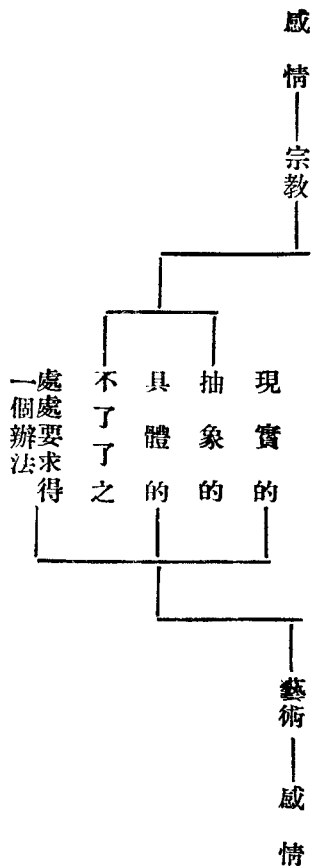 感情
宗教
現實的
抽象的
具體的
不了了之
處處要求得
一個辦法
藝術
感情